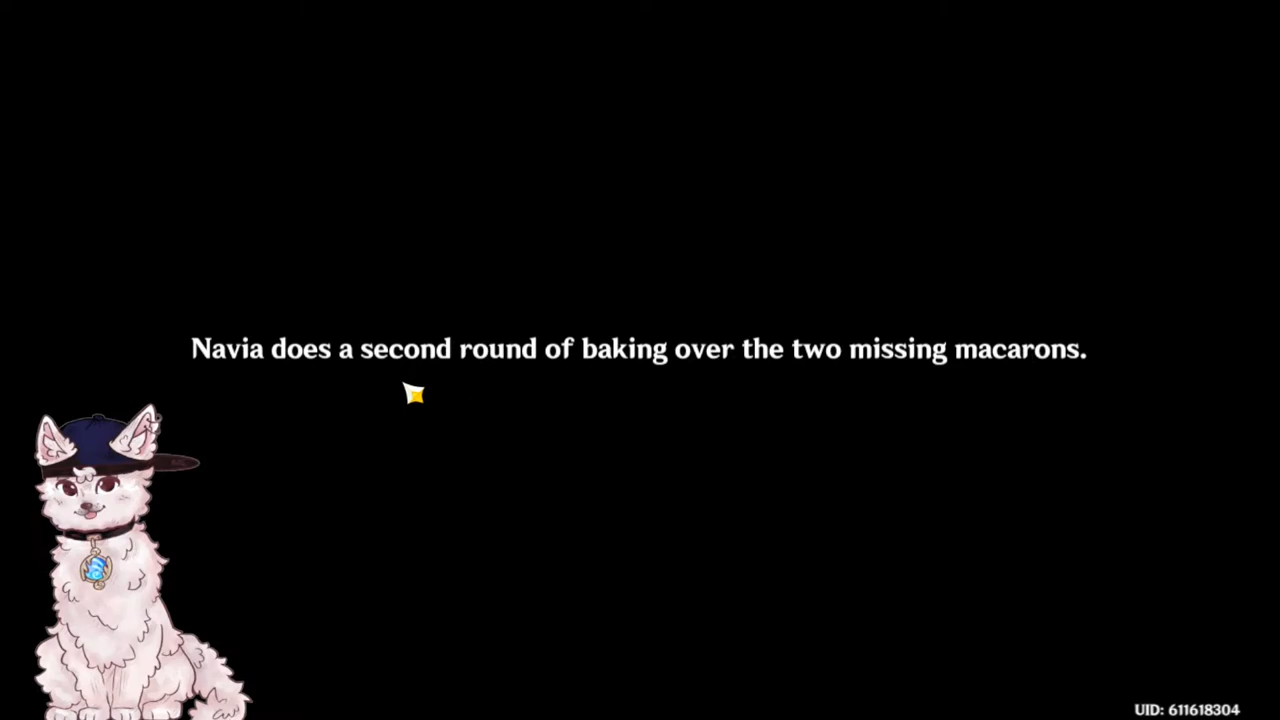 Navia does a second round of baking over the two missing macarons.
UID: 611618304